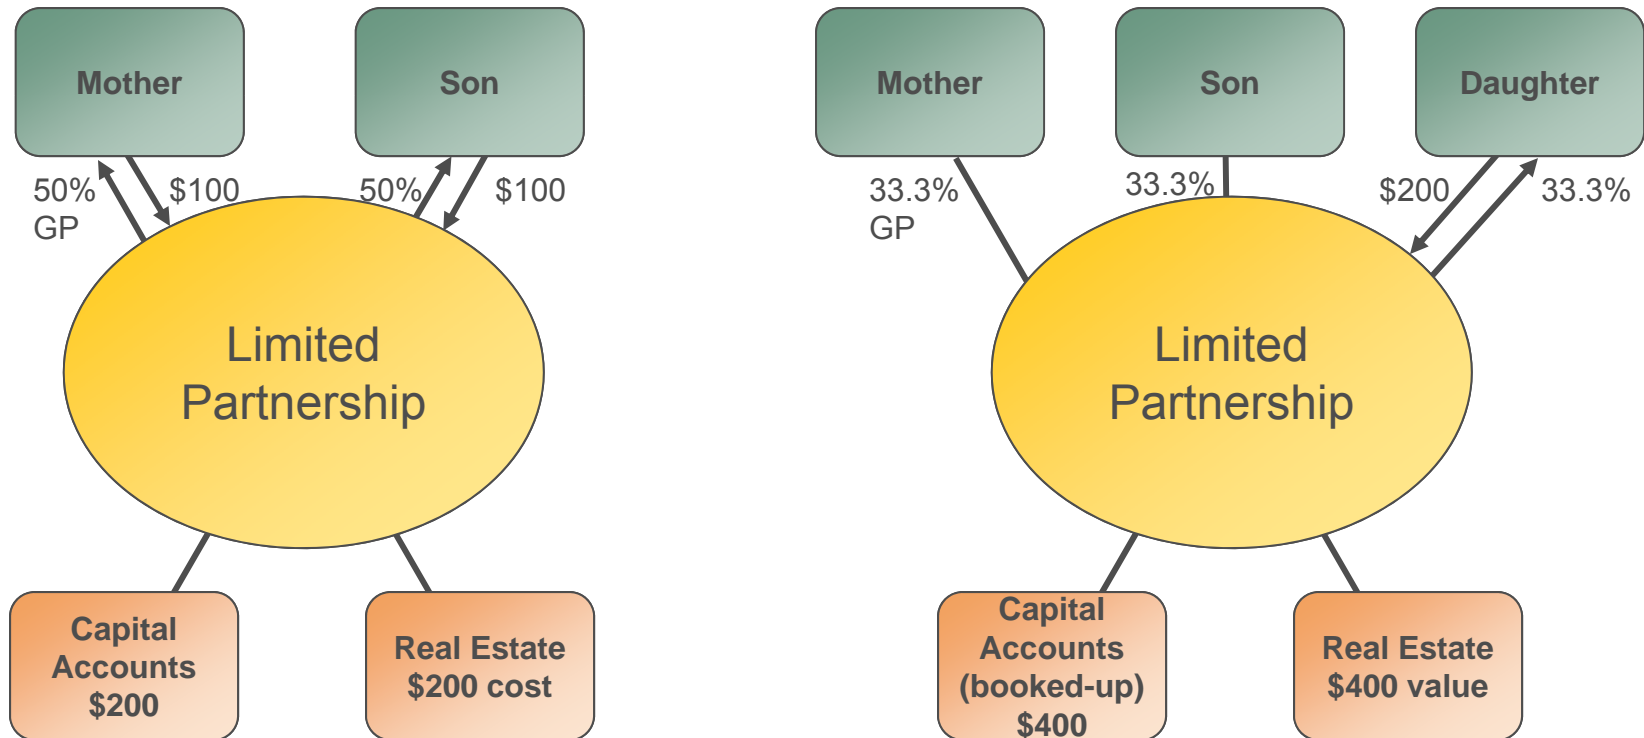 Mother
Son
50%
GP
$100
50%
$100
Limited
Partnership
Capital
Accounts
$200
Real Estate
$200 cost
Mother
Son
Daughter
33.3%
GP
33.3%
$200
33.3%
Limited
Partnership
Capital
Accounts
(booked-up)
$400
Real Estate
$400 value